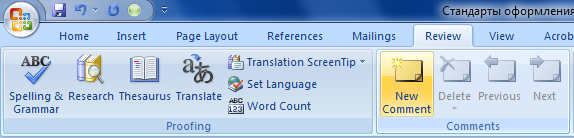 Стандарты оформления
Home Insert Page Layout References Mailings Review View Acrob
ABC Spelling & Grammar
Research
Thesaurus
Translate
Translation ScreenTip
Set Language
ABC 123 Word Count
New Comment
Delete
Previous
Next
Proofing
Comments